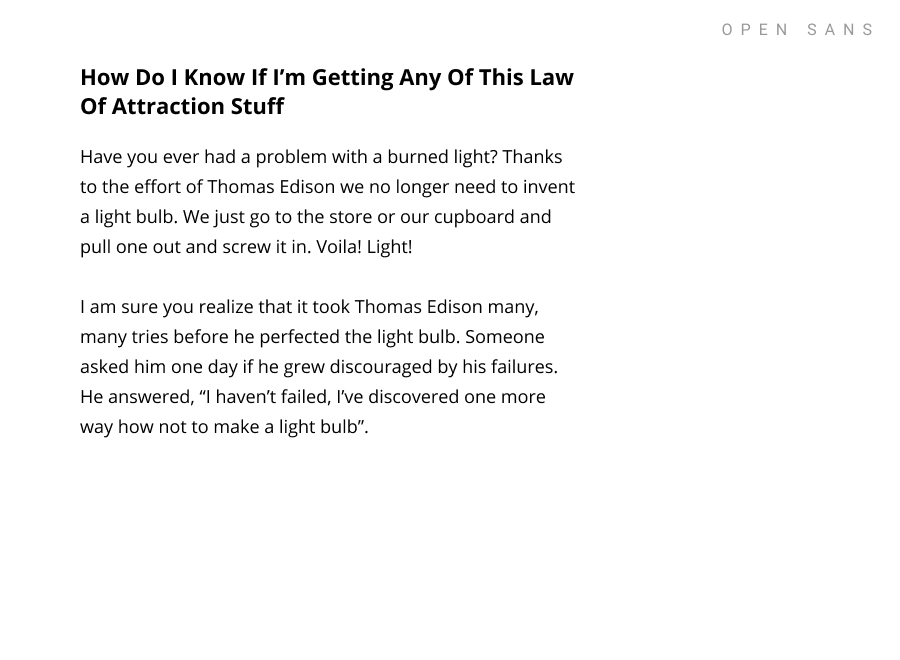 OPEN SANS
How Do I Know If I’m Getting Any Of This Law
Of Attraction Stuff
Have you ever had a problem with a burned light? Thanks
to the effort of Thomas Edison we no longer need to invent
a light bulb. We just go to the store or our cupboard and
pull one out and screw it in. Voila! Light!
I am sure you realize that it took Thomas Edison many,
many tries before he perfected the light bulb. Someone
asked him one day if he grew discouraged by his failures.
He answered, “I haven’t failed, I’ve discovered one more
way how not to make a light bulb”.